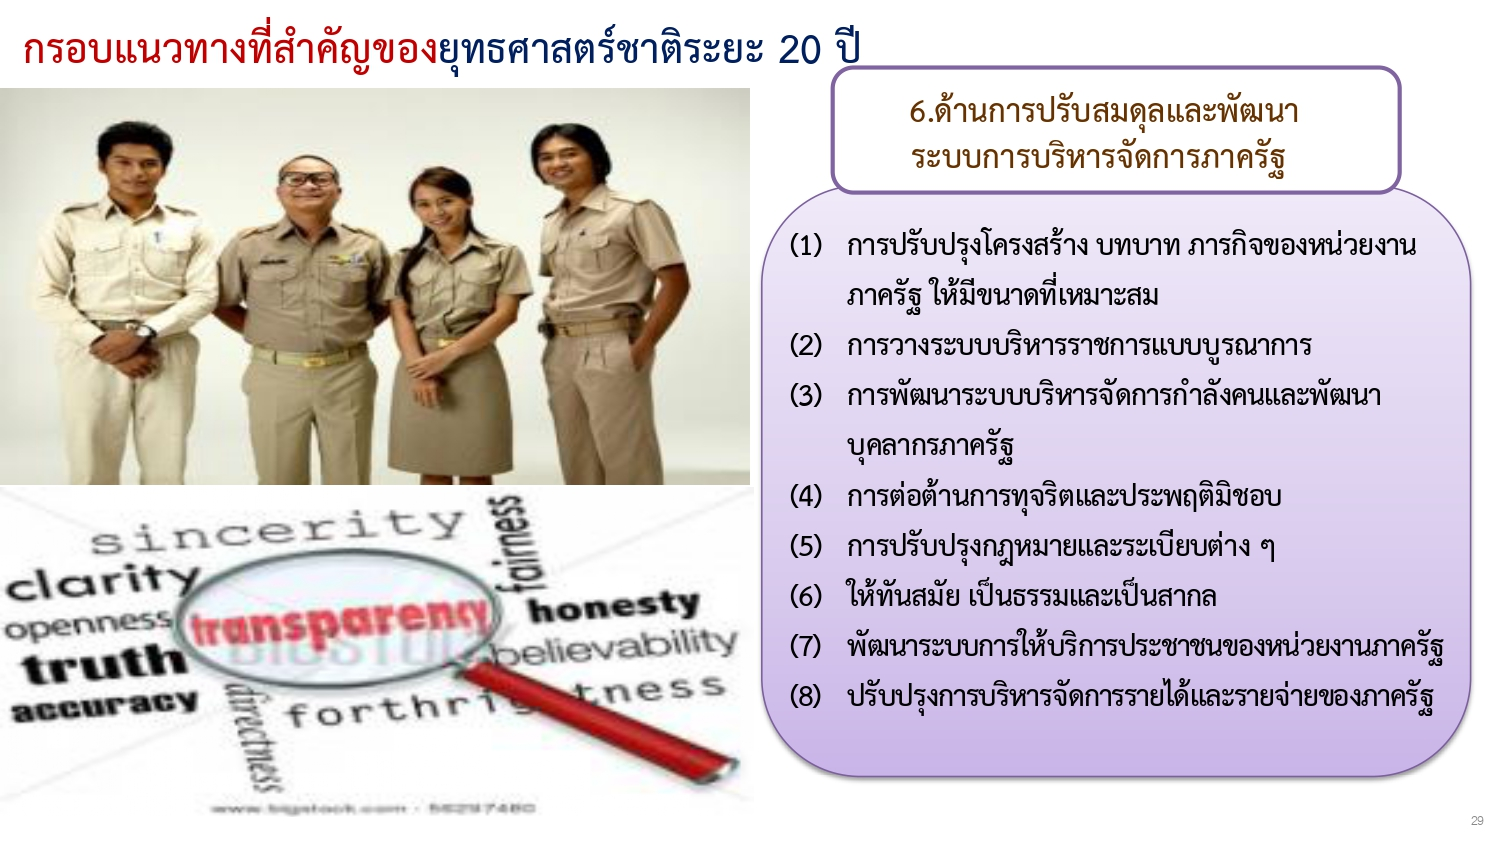 กรอบแนวทางที่สำคัญของยุทธศาสตร์ชาติระยะ 20 ปี
6.ด้านการปรับสมดุลและพัฒนา
ระบบการบริหารจัดการภาครัฐ
(1) การปรับปรุงโครงสร้าง บทบาท ภารกิจของหน่วยงาน
ภาครัฐ ให้มีขนาดที่เหมาะสม
(2) การวางระบบบริหารราชการแบบบูรณาการ
(3) การพัฒนาระบบบริหารจัดการกำลังคนและพัฒนา
บุคลากรภาครัฐ
(4) การต่อต้านการทุจริตและประพฤติมิชอบ
(5) การปรับปรุงกฎหมายและระเบียบต่าง ๆ
(6) ให้ทันสมัย เป็นธรรมและเป็นสากล
(7) พัฒนาระบบการให้บริการประชาชนของหน่วยงานภาครัฐ
(8) ปรับปรุงการบริหารจัดการรายได้และรายจ่ายของภาครัฐ
sincerity
fairness
clarity
openness
transparency
honesty
truth
believability
accuracy
directness
forthrightness
www.bigstock.com · 56297480
29